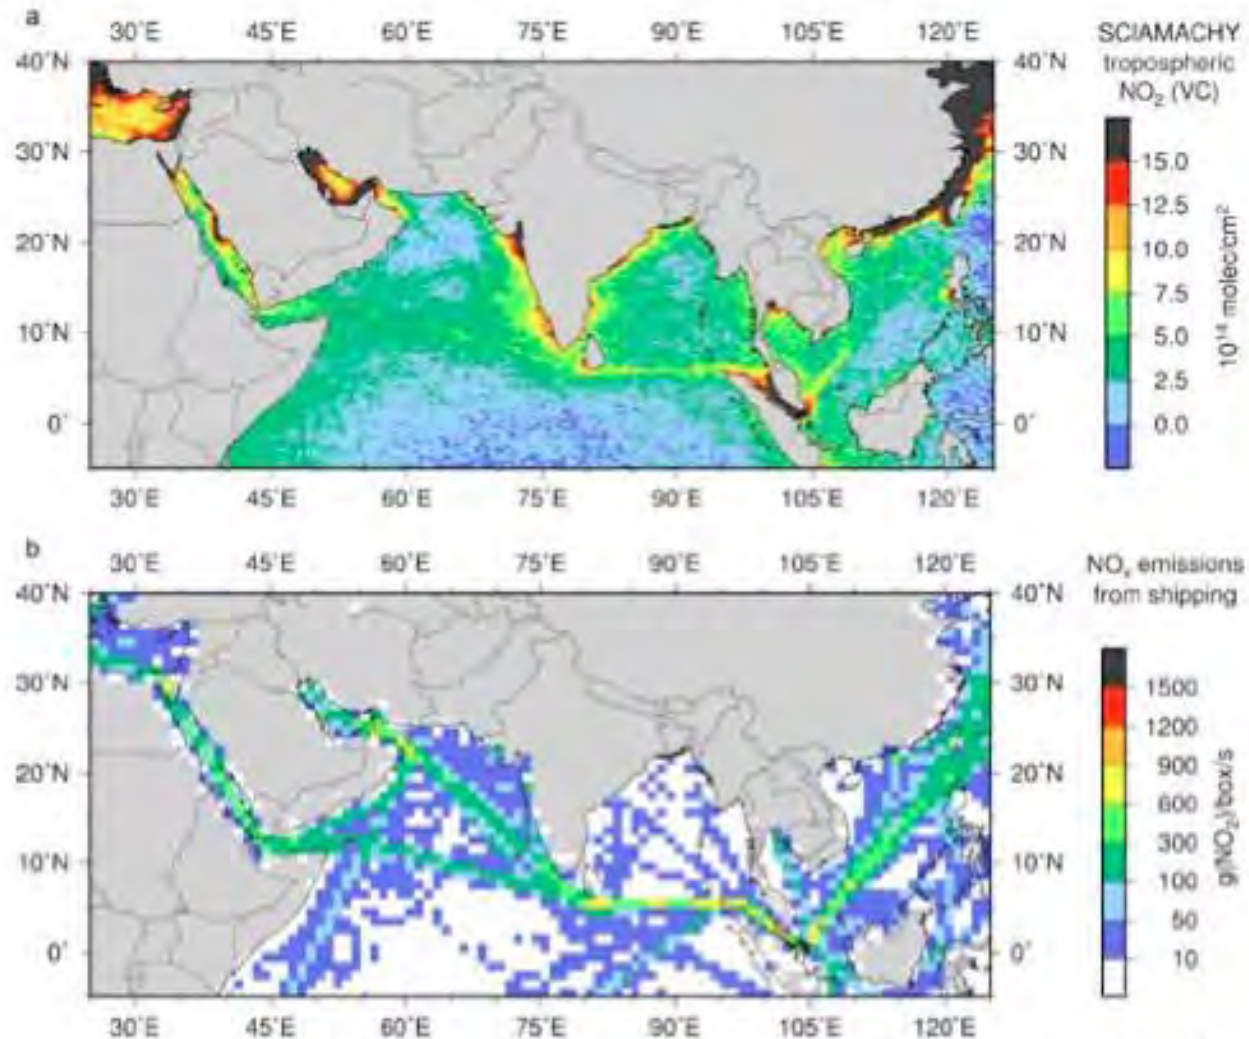 a
30°E 45°E 60°E 75°E 90°E 105°E 120°E
SCIAMACHY
tropospheric
NO₂ (VC)
40°N 40°N
30°N 30°N
20°N 20°N
10°N 10°N
0° 0°
15.0
12.5
10.0
7.5
5.0
2.5
0.0
10¹⁴ molec/cm²
30°E 45°E 60°E 75°E 90°E 105°E 120°E
b
30°E 45°E 60°E 75°E 90°E 105°E 120°E
NOₓ emissions
from shipping
40°N 40°N
30°N 30°N
20°N 20°N
10°N 10°N
0° 0°
1500
1200
900
600
300
100
50
10
g(NO₂)/box/s
30°E 45°E 60°E 75°E 90°E 105°E 120°E